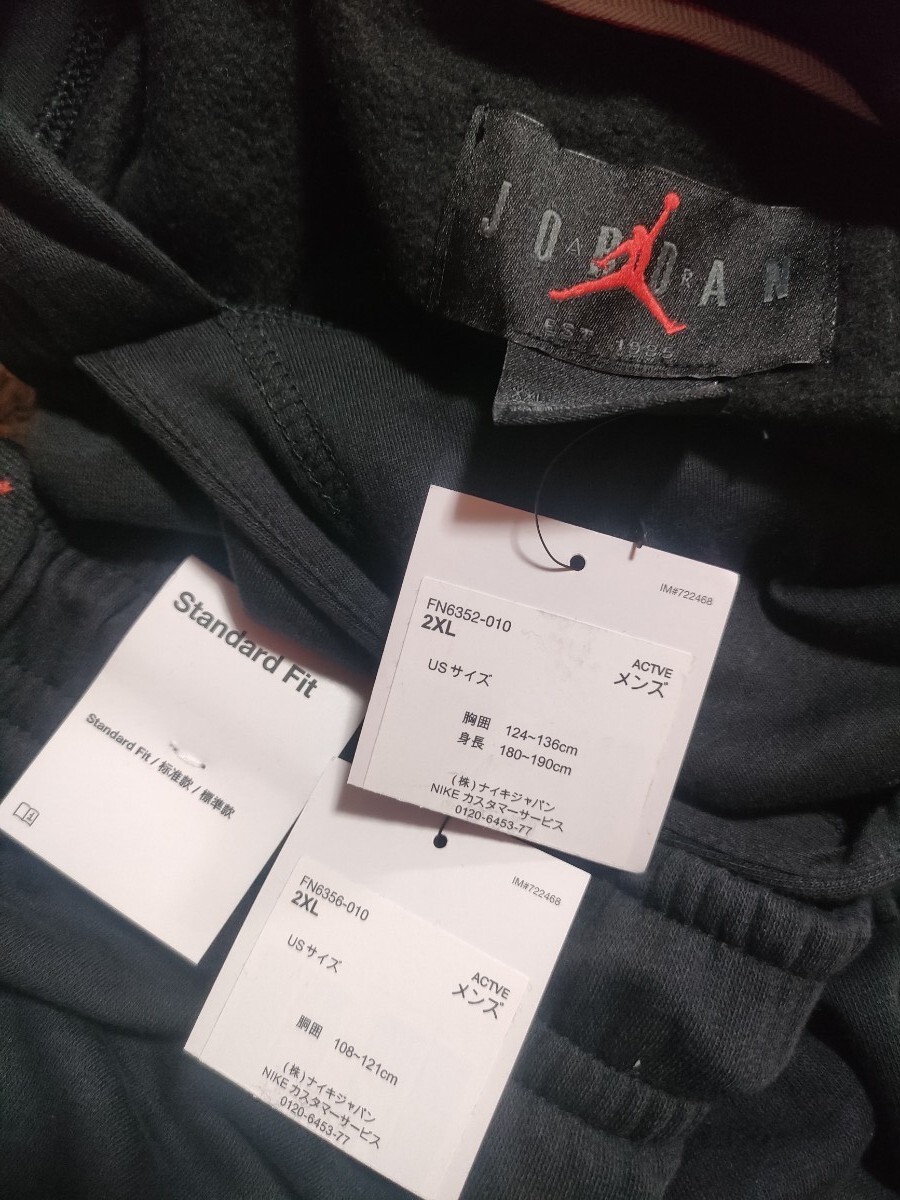 JORDAN
AIR
EST. 1985
XXL
IM#722468
FN6352-010
2XL
USサイズ
ACTVE
メンズ
胸囲 124~136cm
身長 180~190cm
(株)ナイキジャパン
NIKE カスタマーサービス
0120-6453-77
Standard Fit
Standard Fit / 标准款 / 標準款
IM#722468
FN6356-010
2XL
USサイズ
ACTVE
メンズ
胴囲 108~121cm
(株)ナイキジャパン
NIKE カスタマーサービス
0120-6453-77